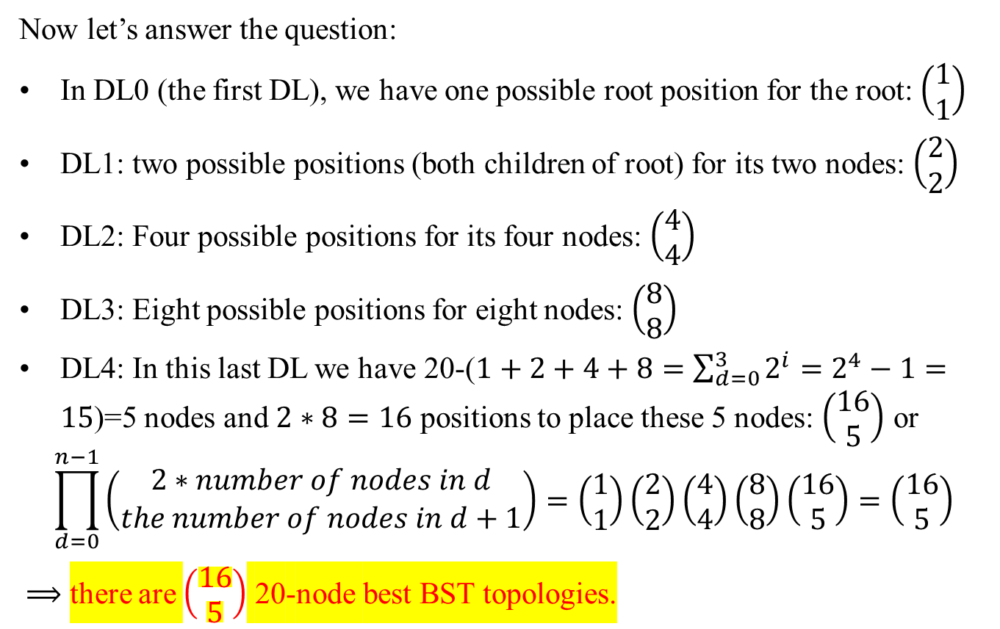 Now let's answer the question:
• In DL0 (the first DL), we have one possible root position for the root: $\binom{1}{1}$
• DL1: two possible positions (both children of root) for its two nodes: $\binom{2}{2}$
• DL2: Four possible positions for its four nodes: $\binom{4}{4}$
• DL3: Eight possible positions for eight nodes: $\binom{8}{8}$
• DL4: In this last DL we have 20-($1 + 2 + 4 + 8 = \sum_{d=0}^{3} 2^i = 2^4 - 1 =$
$15$)=5 nodes and $2 * 8 = 16$ positions to place these 5 nodes: $\binom{16}{5}$ or
$\prod_{d=0}^{n-1} \binom{2 * number\ of\ nodes\ in\ d}{the\ number\ of\ nodes\ in\ d + 1} = \binom{1}{1}\binom{2}{2}\binom{4}{4}\binom{8}{8}\binom{16}{5} = \binom{16}{5}$
⟹ there are $\binom{16}{5}$ 20-node best BST topologies.